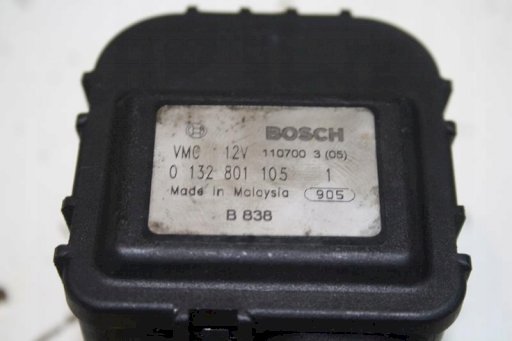 BOSCH
VMC 12V 110700 3 (05)
0 132 801 105 1
Made in Malaysia 905
B 838